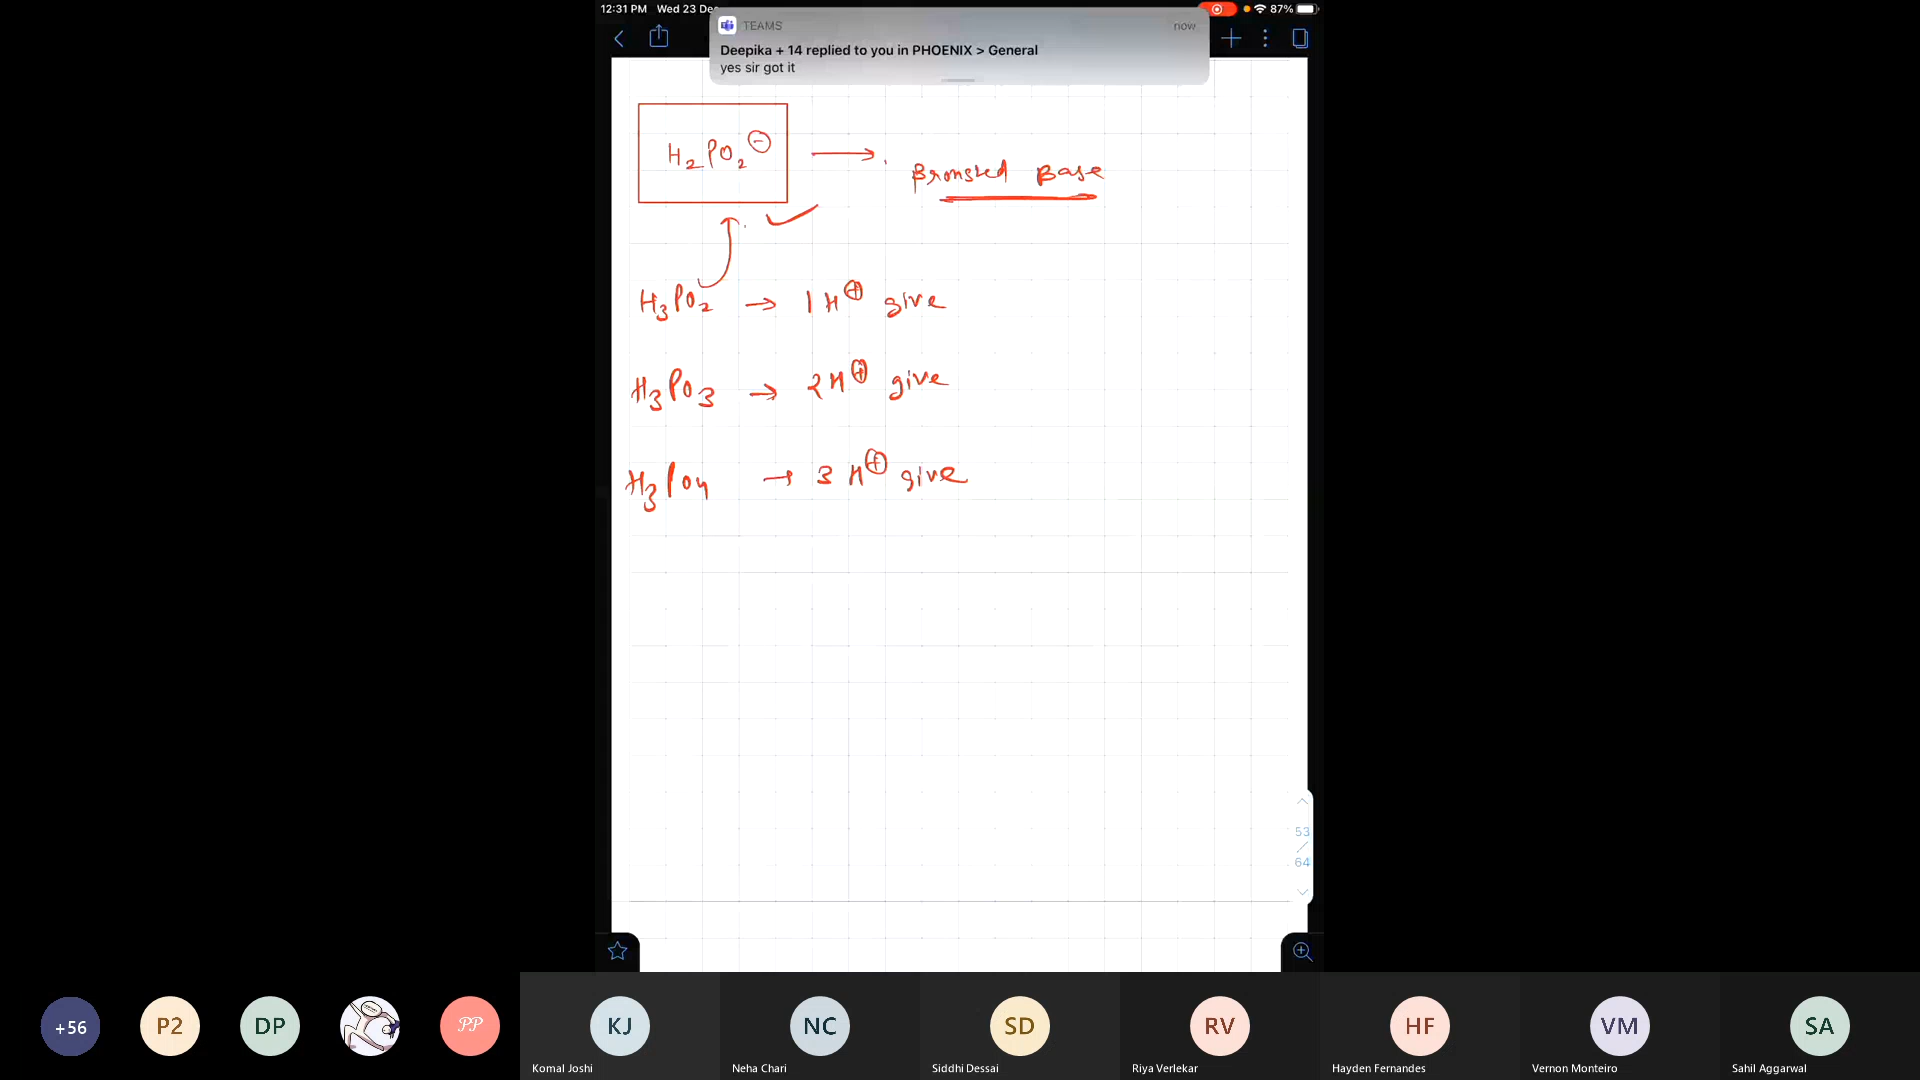 12:31 PM Wed 23 Dec
87%
TEAMS
now
Deepika + 14 replied to you in PHOENIX > General
yes sir got it
H₂PO₂⊖ → Bronsted Base
H₃PO₂ → 1 H⊕ give
H₃PO₃ → 2H⊕ give
H₃PO₄ → 3 H⊕ give
53
64
+56
P2
DP
PP
KJ
NC
SD
RV
HF
VM
SA
Komal Joshi
Neha Chari
Siddhi Dessai
Riya Verlekar
Hayden Fernandes
Vernon Monteiro
Sahil Aggarwal